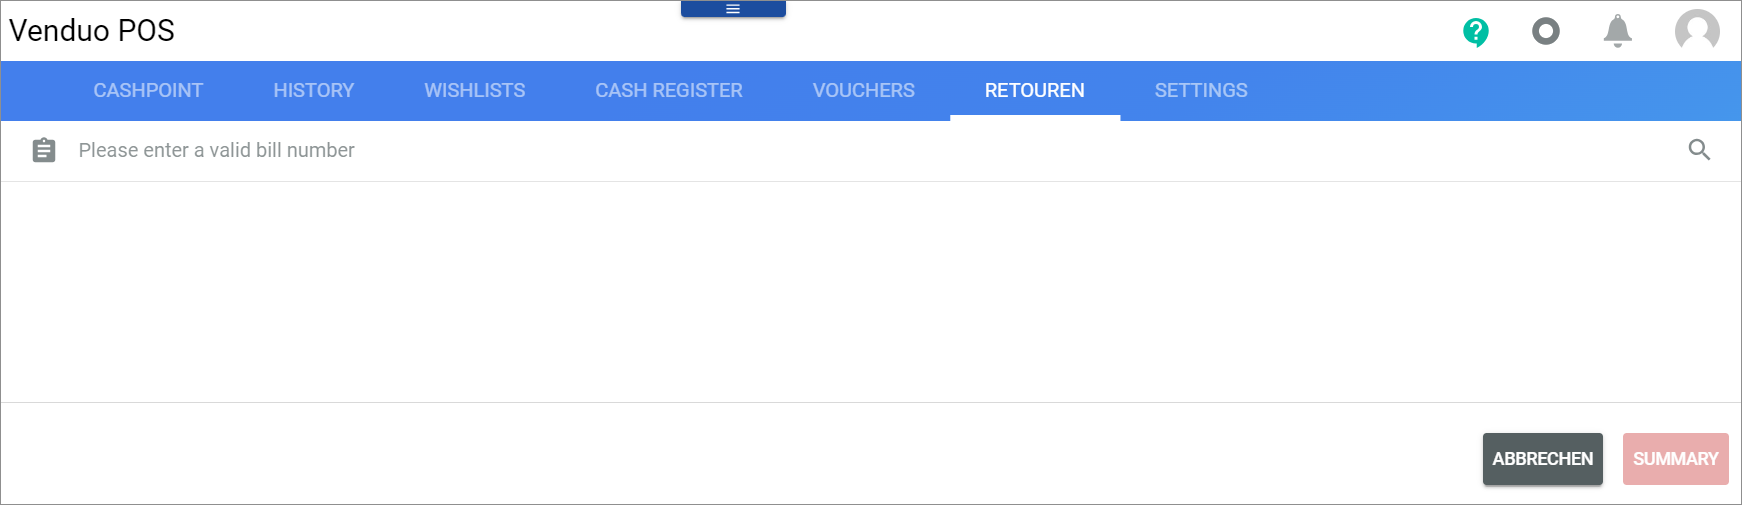 Venduo POS
CASHPOINT HISTORY WISHLISTS CASH REGISTER VOUCHERS RETOUREN SETTINGS
Please enter a valid bill number
ABBRECHEN SUMMARY